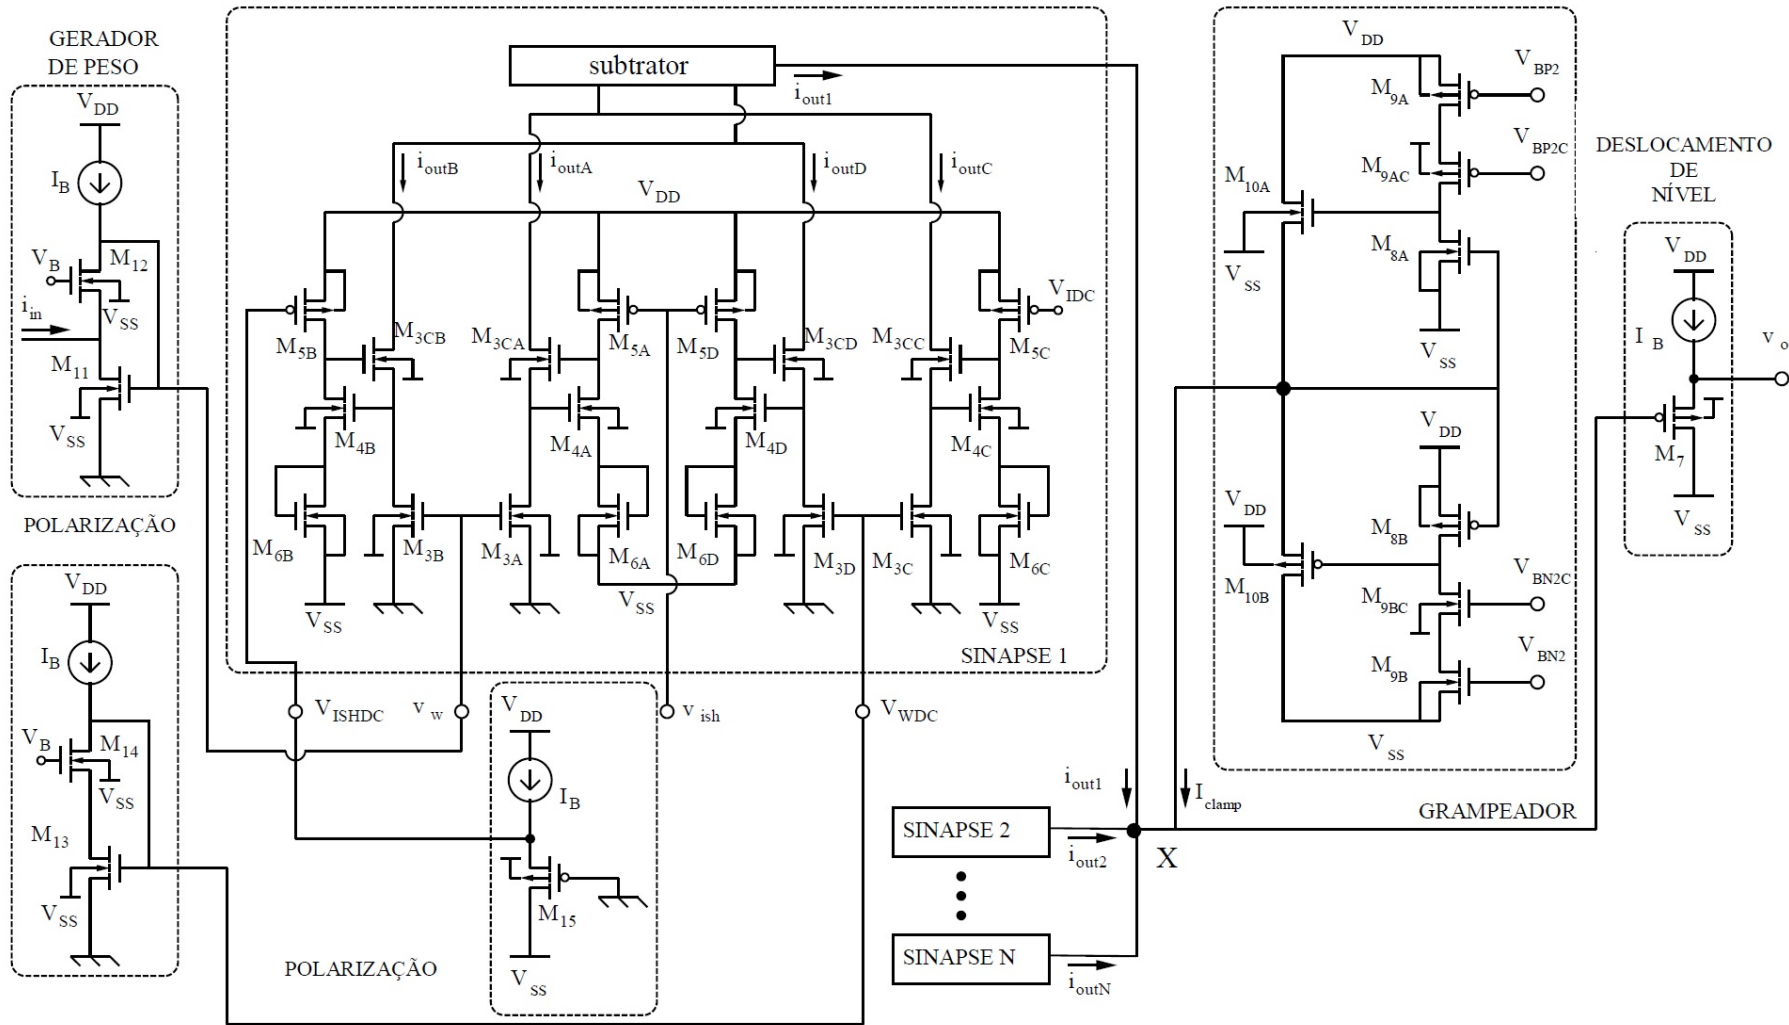 GERADOR
DE PESO
V_DD
I_B
V_B
M_12
V_SS
i_in
M_11
V_SS
POLARIZAÇÃO
V_DD
I_B
V_B
M_14
V_SS
M_13
V_SS
subtrator
i_out1
i_outB
i_outA
i_outD
i_outC
V_DD
V_IDC
M_5B
M_3CB
M_3CA
M_5A
M_5D
M_3CD
M_3CC
M_5C
M_4B
M_4A
M_4D
M_4C
M_6B
M_3B
M_3A
M_6A
M_6D
M_3D
M_3C
M_6C
V_SS
V_SS
V_SS
SINAPSE 1
V_ISHDC
v_w
V_DD
v_ish
V_WDC
I_B
M_15
V_SS
POLARIZAÇÃO
i_out1
SINAPSE 2
i_out2
X
SINAPSE N
i_outN
I_clamp
V_DD
V_BP2
M_9A
V_BP2C
M_9AC
M_10A
M_8A
V_SS
V_SS
V_DD
V_DD
M_8B
M_10B
V_BN2C
M_9BC
V_BN2
M_9B
V_SS
GRAMPEADOR
DESLOCAMENTO
DE
NÍVEL
V_DD
I_B
v_o
M_7
V_SS